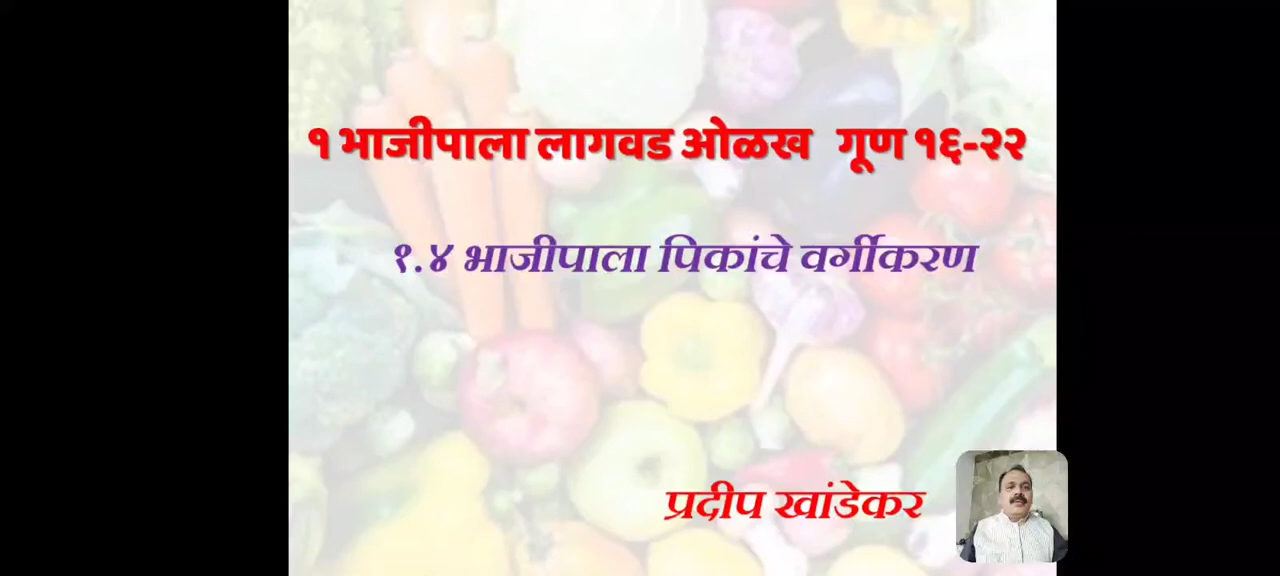 १ भाजीपाला लागवड ओळख गूण १६-२२
१.४ भाजीपाला पिकांचे वर्गीकरण
प्रदीप खांडेकर